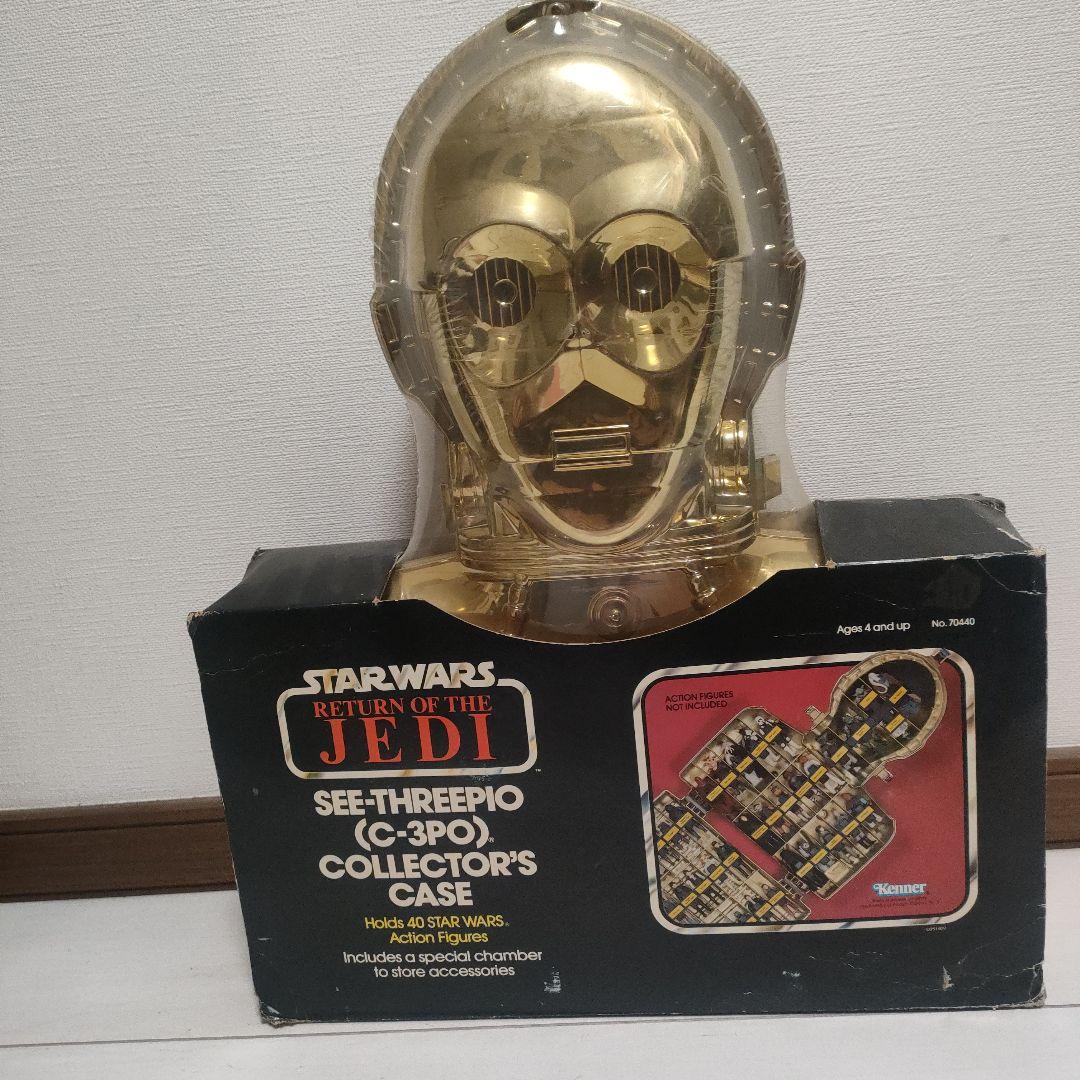 Ages 4 and up No. 70440
STAR WARS
RETURN OF THE
JEDI
™
SEE-THREEPIO
(C-3PO)®
COLLECTOR'S
CASE
Holds 40 STAR WARS®
Action Figures
Includes a special chamber
to store accessories
ACTION FIGURES
NOT INCLUDED
Kenner